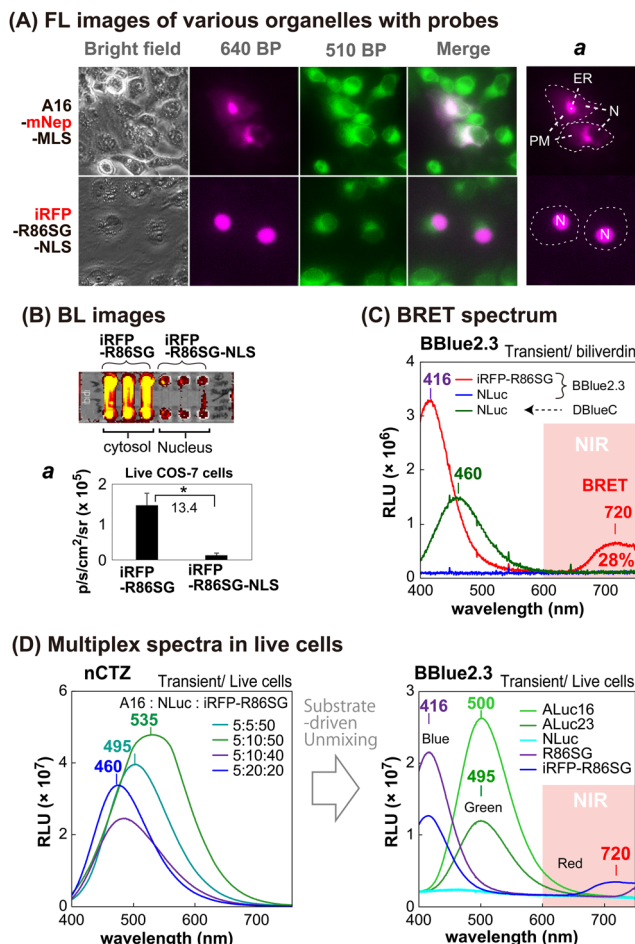 (A) FL images of various organelles with probes
Bright field 640 BP 510 BP Merge a
A16
-mNep
-MLS
ER
N
PM
iRFP
-R86SG
-NLS
N
N
(B) BL images
iRFP
-R86SG
iRFP
-R86SG-NLS
cytosol Nucleus
a
Live COS-7 cells
p/s/cm²/sr (x 10⁵)
2
1
0
*
13.4
iRFP
-R86SG
iRFP
-R86SG-NLS
(C) BRET spectrum
BBlue2.3 Transient/ biliverdin
416
iRFP-R86SG
NLuc
BBlue2.3
NLuc
DBlueC
460
NIR
BRET
720
28%
RLU (× 10⁶)
4
3
2
1
0
400 500 600 700
wavelength (nm)
(D) Multiplex spectra in live cells
nCTZ Transient/ Live cells
A16 : NLuc : iRFP-R86SG
535
495
460
5:5:50
5:10:50
5:10:40
5:20:20
RLU (× 10⁷)
6
4
2
0
400 500 600 700
wavelength (nm)
Substrate
-driven
Unmixing
BBlue2.3 Transient/ Live cells
416
Blue
500
495
Green
ALuc16
ALuc23
NLuc
R86SG
iRFP-R86SG
NIR
Red
720
RLU (× 10⁷)
3
2
1
0
400 500 600 700
wavelength (nm)